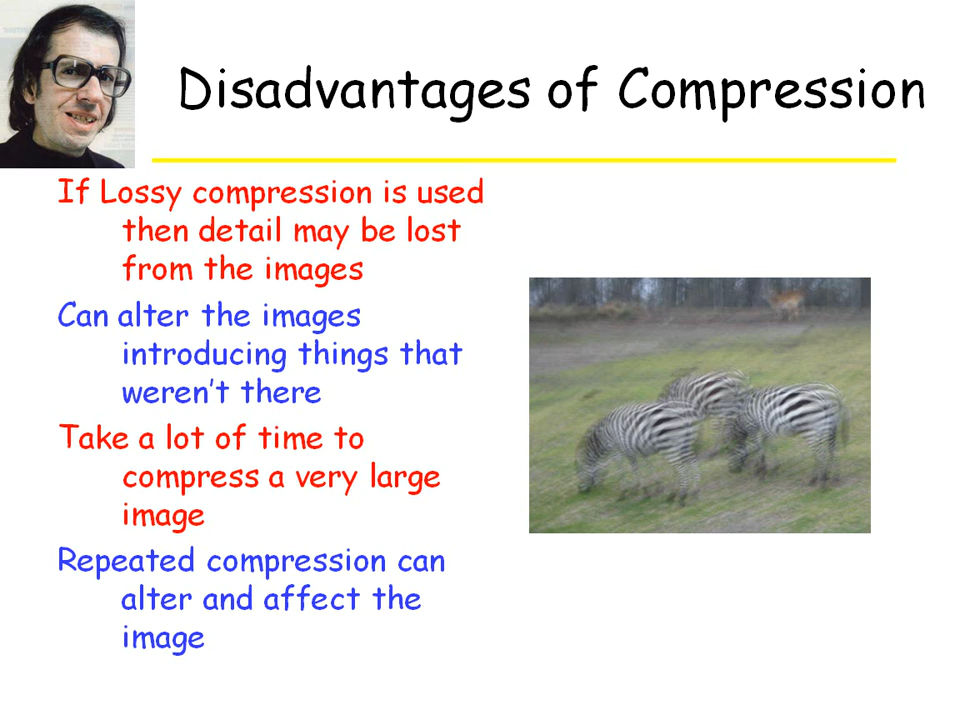 Disadvantages of Compression
If Lossy compression is used
then detail may be lost
from the images
Can alter the images
introducing things that
weren't there
Take a lot of time to
compress a very large
image
Repeated compression can
alter and affect the
image